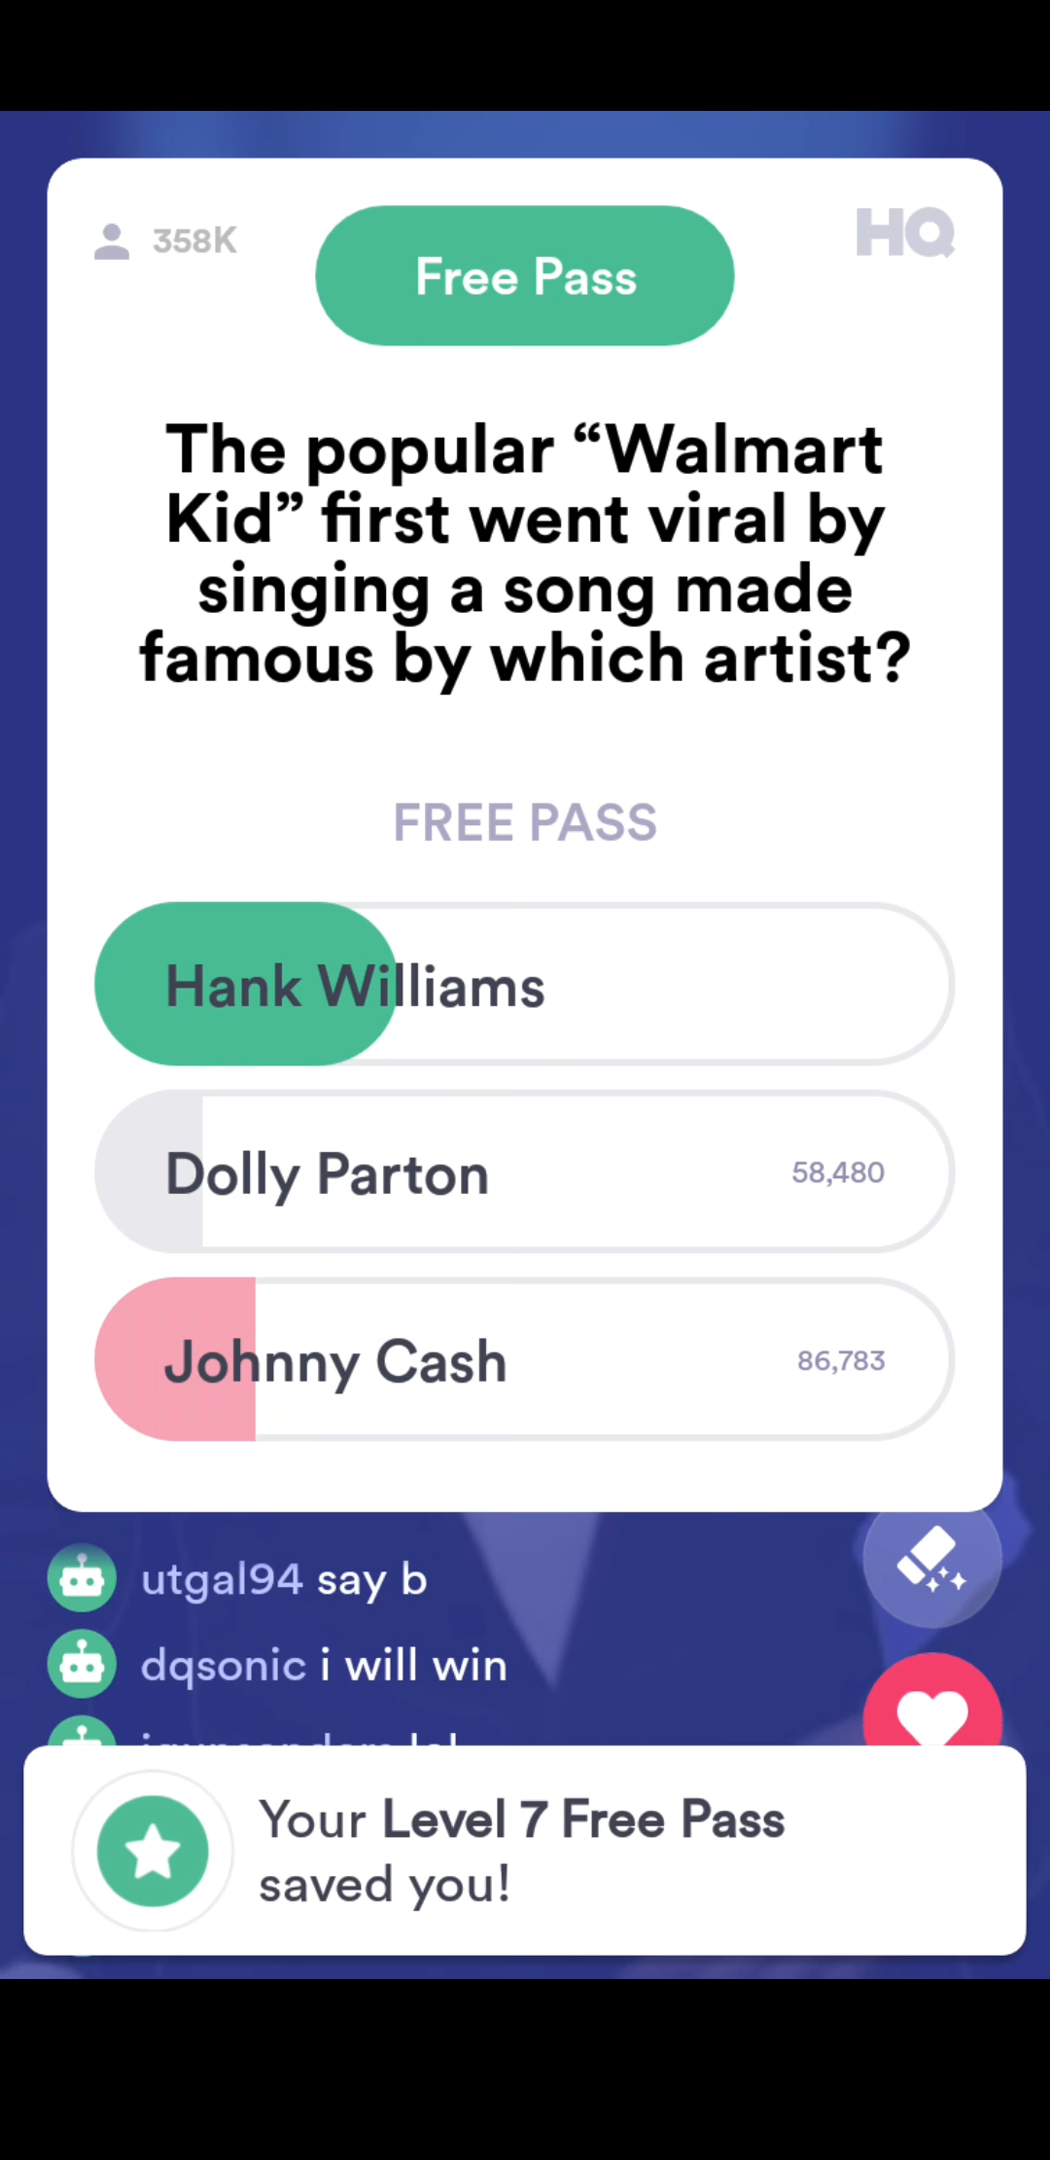 358K
Free Pass
HQ
The popular “Walmart
Kid” first went viral by
singing a song made
famous by which artist?
FREE PASS
Hank Williams
Dolly Parton 58,480
Johnny Cash 86,783
utgal94 say b
dqsonic i will win
lol
Your Level 7 Free Pass
saved you!